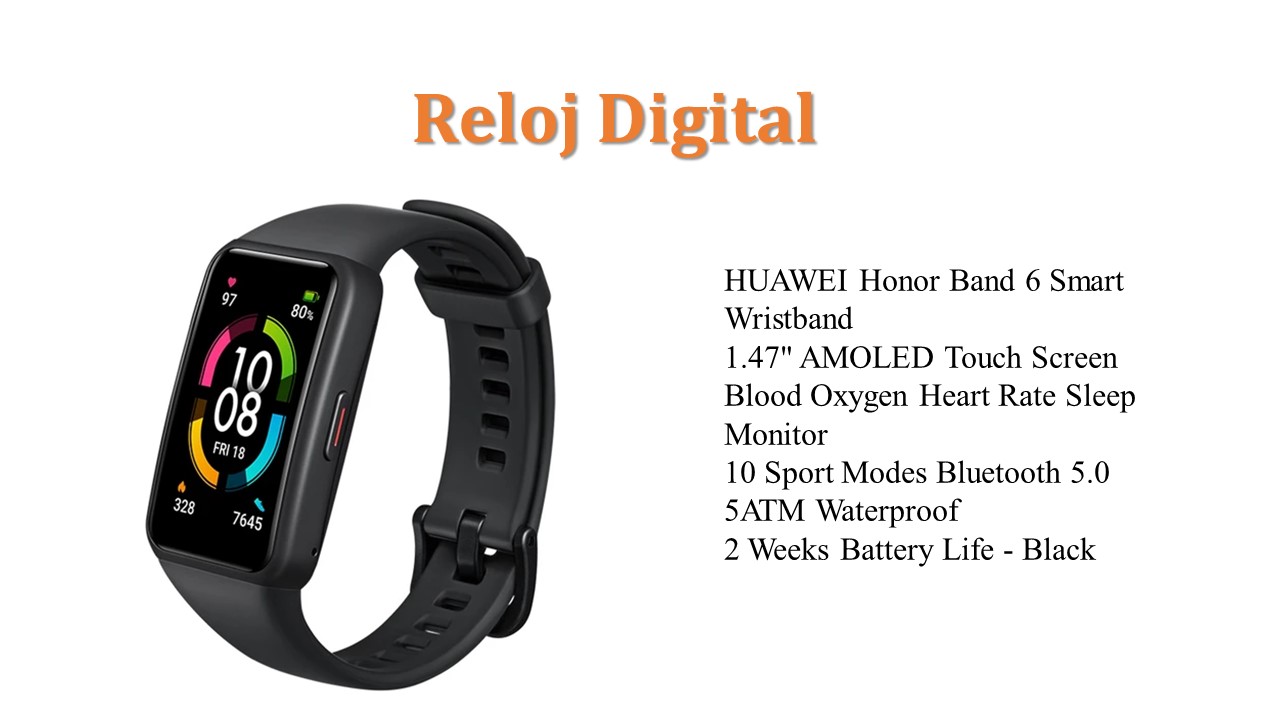 Reloj Digital
97
80%
10
08
FRI 18
328
7645
HUAWEI Honor Band 6 Smart
Wristband
1.47" AMOLED Touch Screen
Blood Oxygen Heart Rate Sleep
Monitor
10 Sport Modes Bluetooth 5.0
5ATM Waterproof
2 Weeks Battery Life - Black